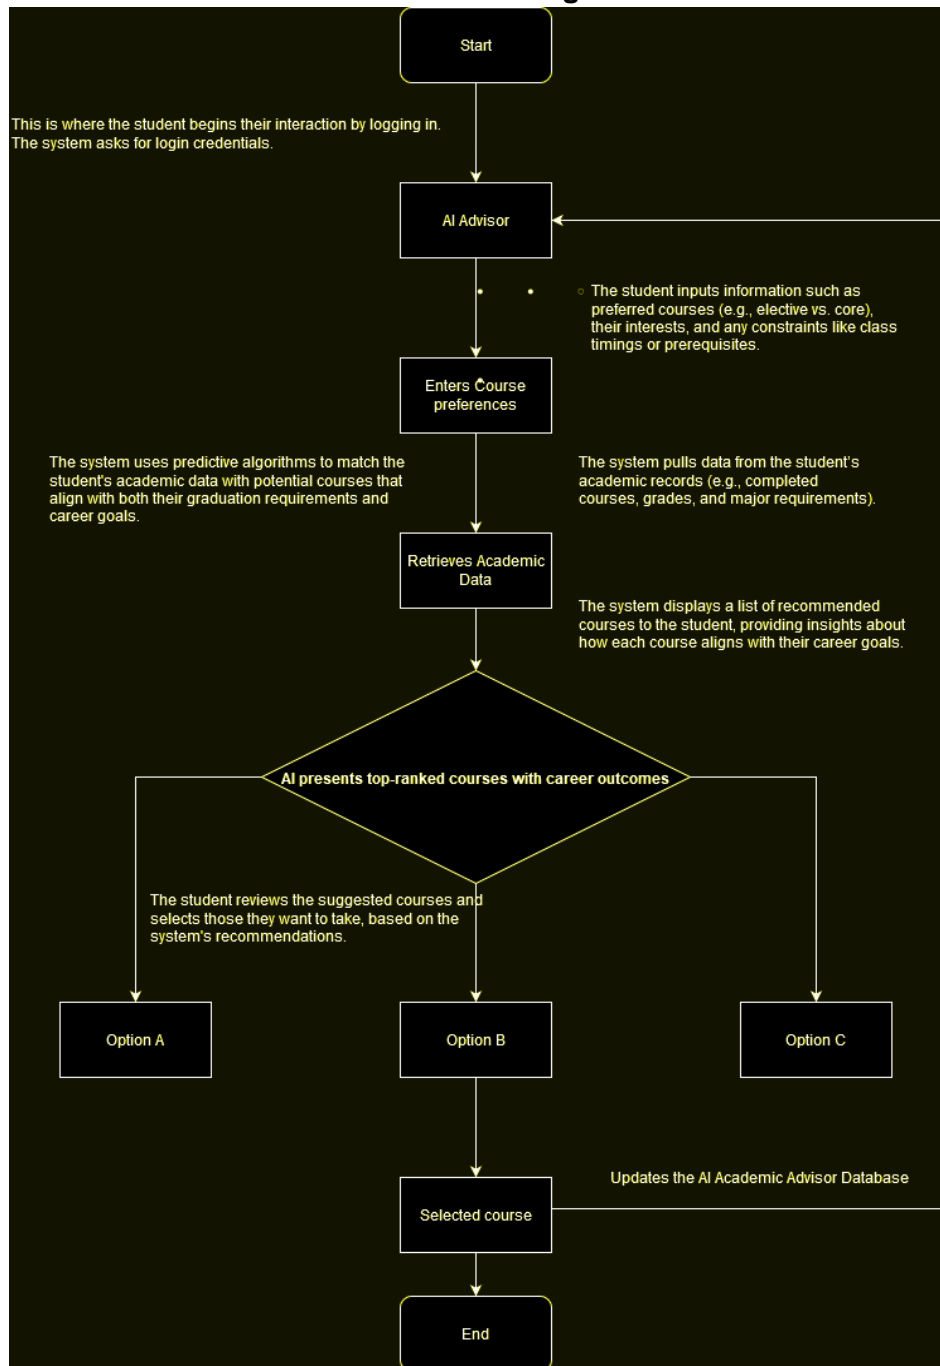 Start
This is where the student begins their interaction by logging in.
The system asks for login credentials.
AI Advisor
The student inputs information such as
preferred courses (e.g., elective vs. core),
their interests, and any constraints like class
timings or prerequisites.
Enters Course
preferences
The system uses predictive algorithms to match the
student's academic data with potential courses that
align with both their graduation requirements and
career goals.
The system pulls data from the student's
academic records (e.g., completed
courses, grades, and major requirements).
Retrieves Academic
Data
The system displays a list of recommended
courses to the student, providing insights about
how each course aligns with their career goals.
AI presents top-ranked courses with career outcomes
The student reviews the suggested courses and
selects those they want to take, based on the
system's recommendations.
Option A
Option B
Option C
Updates the AI Academic Advisor Database
Selected course
End